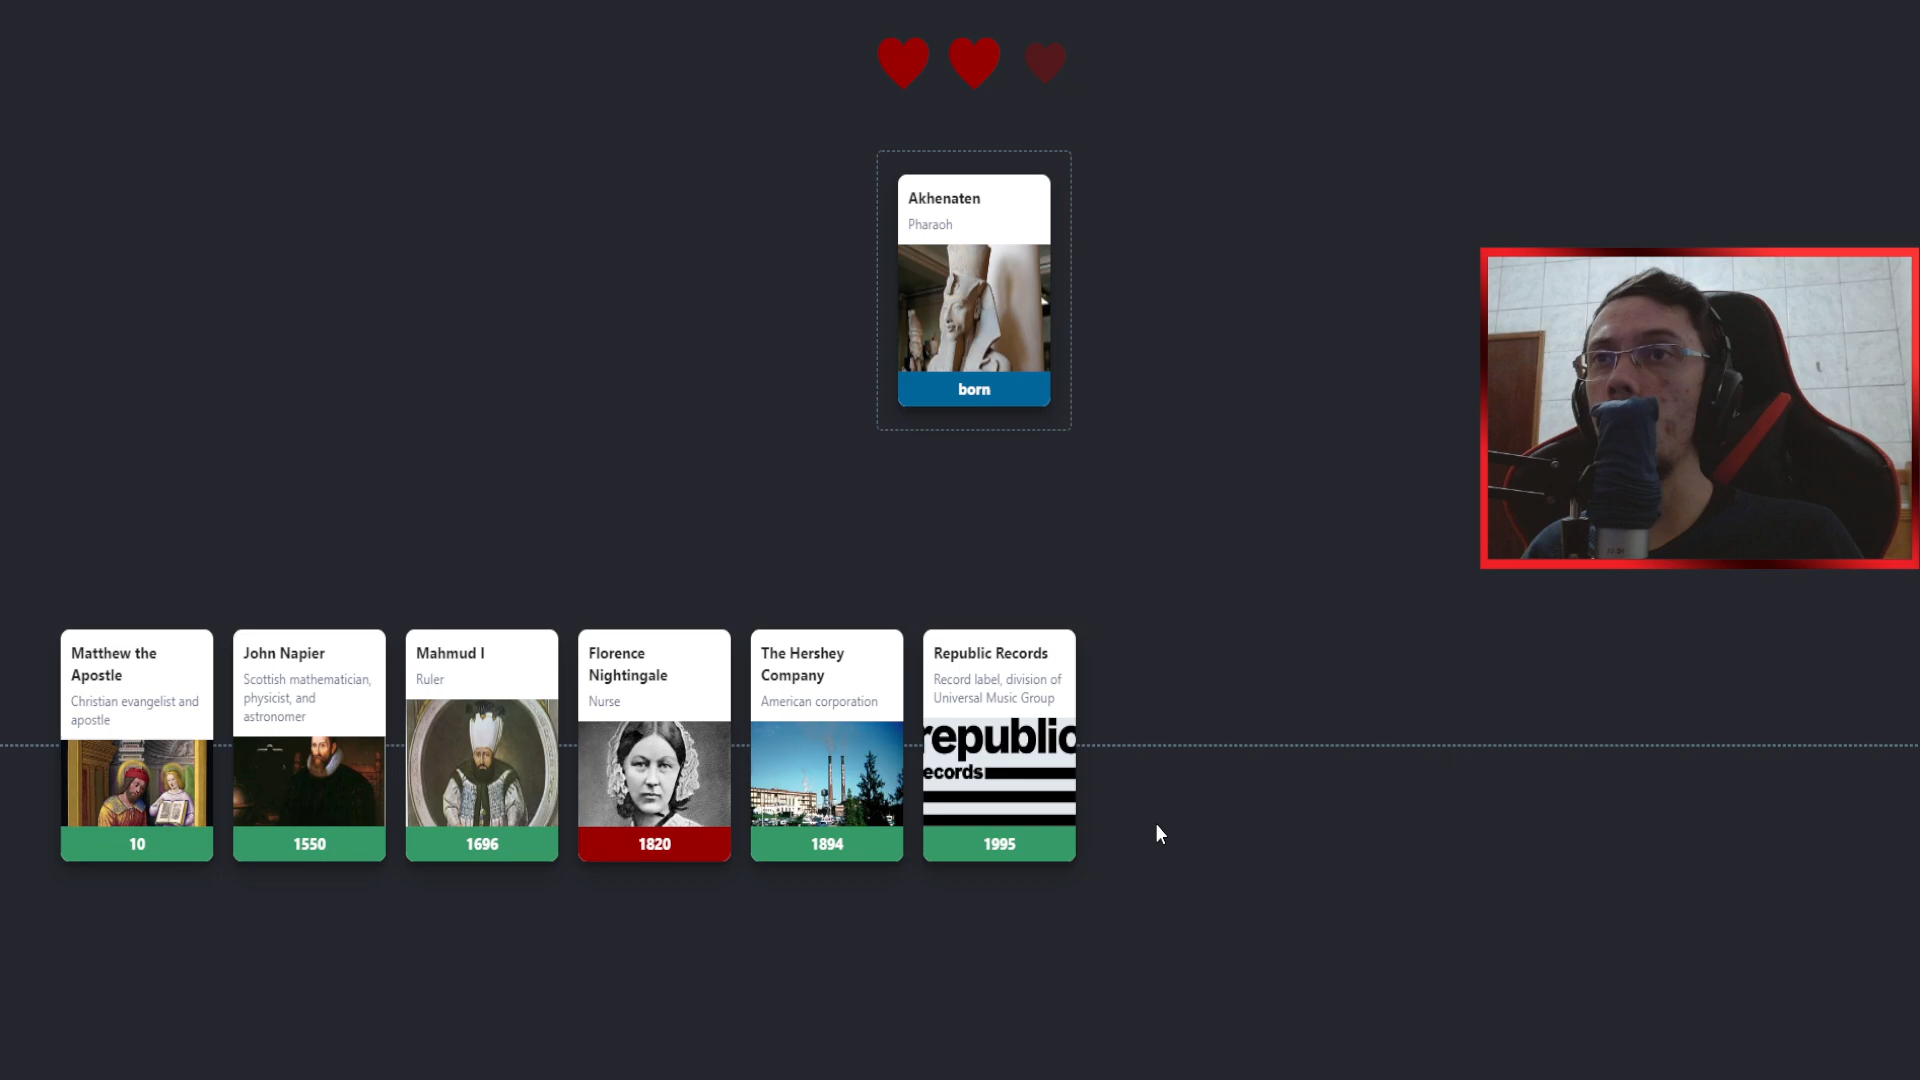 Akhenaten
Pharaoh
born
Matthew the
Apostle
Christian evangelist and
apostle
10
John Napier
Scottish mathematician,
physicist, and
astronomer
1550
Mahmud I
Ruler
1696
Florence
Nightingale
Nurse
1820
The Hershey
Company
American corporation
1894
Republic Records
Record label, division of
Universal Music Group
republic
ecords
1995